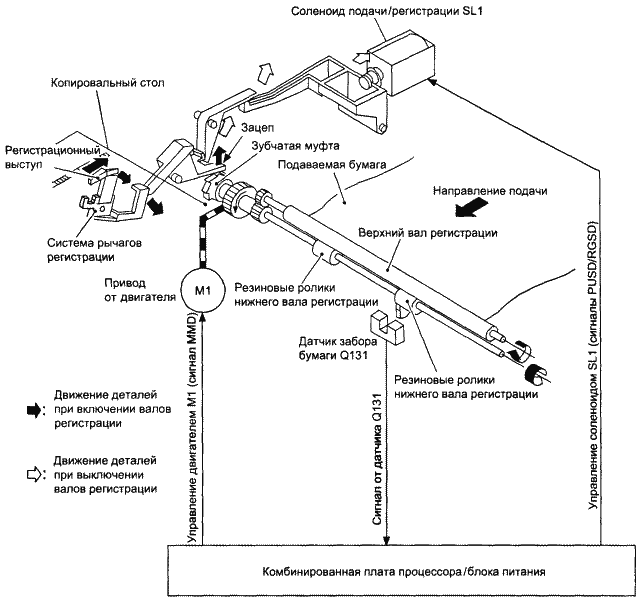 Соленоид подачи/регистрации SL1
Копировальный стол
Зацеп
Зубчатая муфта
Регистрационный
выступ
Подаваемая бумага
Направление подачи
Система рычагов
регистрации
Верхний вал регистрации
Привод
от двигателя
M1
Резиновые ролики
нижнего вала регистрации
Датчик забора
бумаги Q131
Резиновые ролики
нижнего вала регистрации
Движение деталей
при включении валов
регистрации
Движение деталей
при выключении
валов регистрации
Управление двигателем M1 (сигнал MMD)
Сигнал от датчика Q131
Управление соленоидом SL1 (сигналы PUSD/RGSD)
Комбинированная плата процессора/блока питания